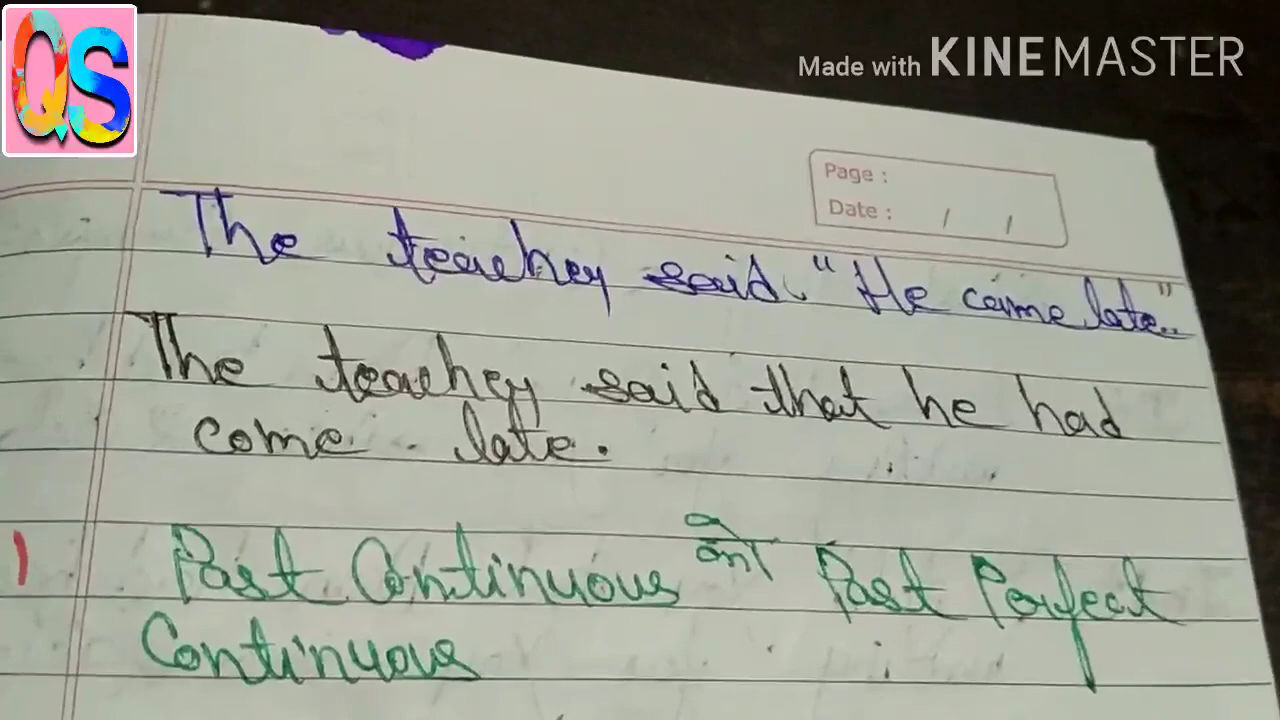 QS
Made with KINEMASTER
Page :
Date : / /
The teacher said, "He came late."
The teacher said that he had
come late.
1 Past Continuous को Past Perfect
Continuous